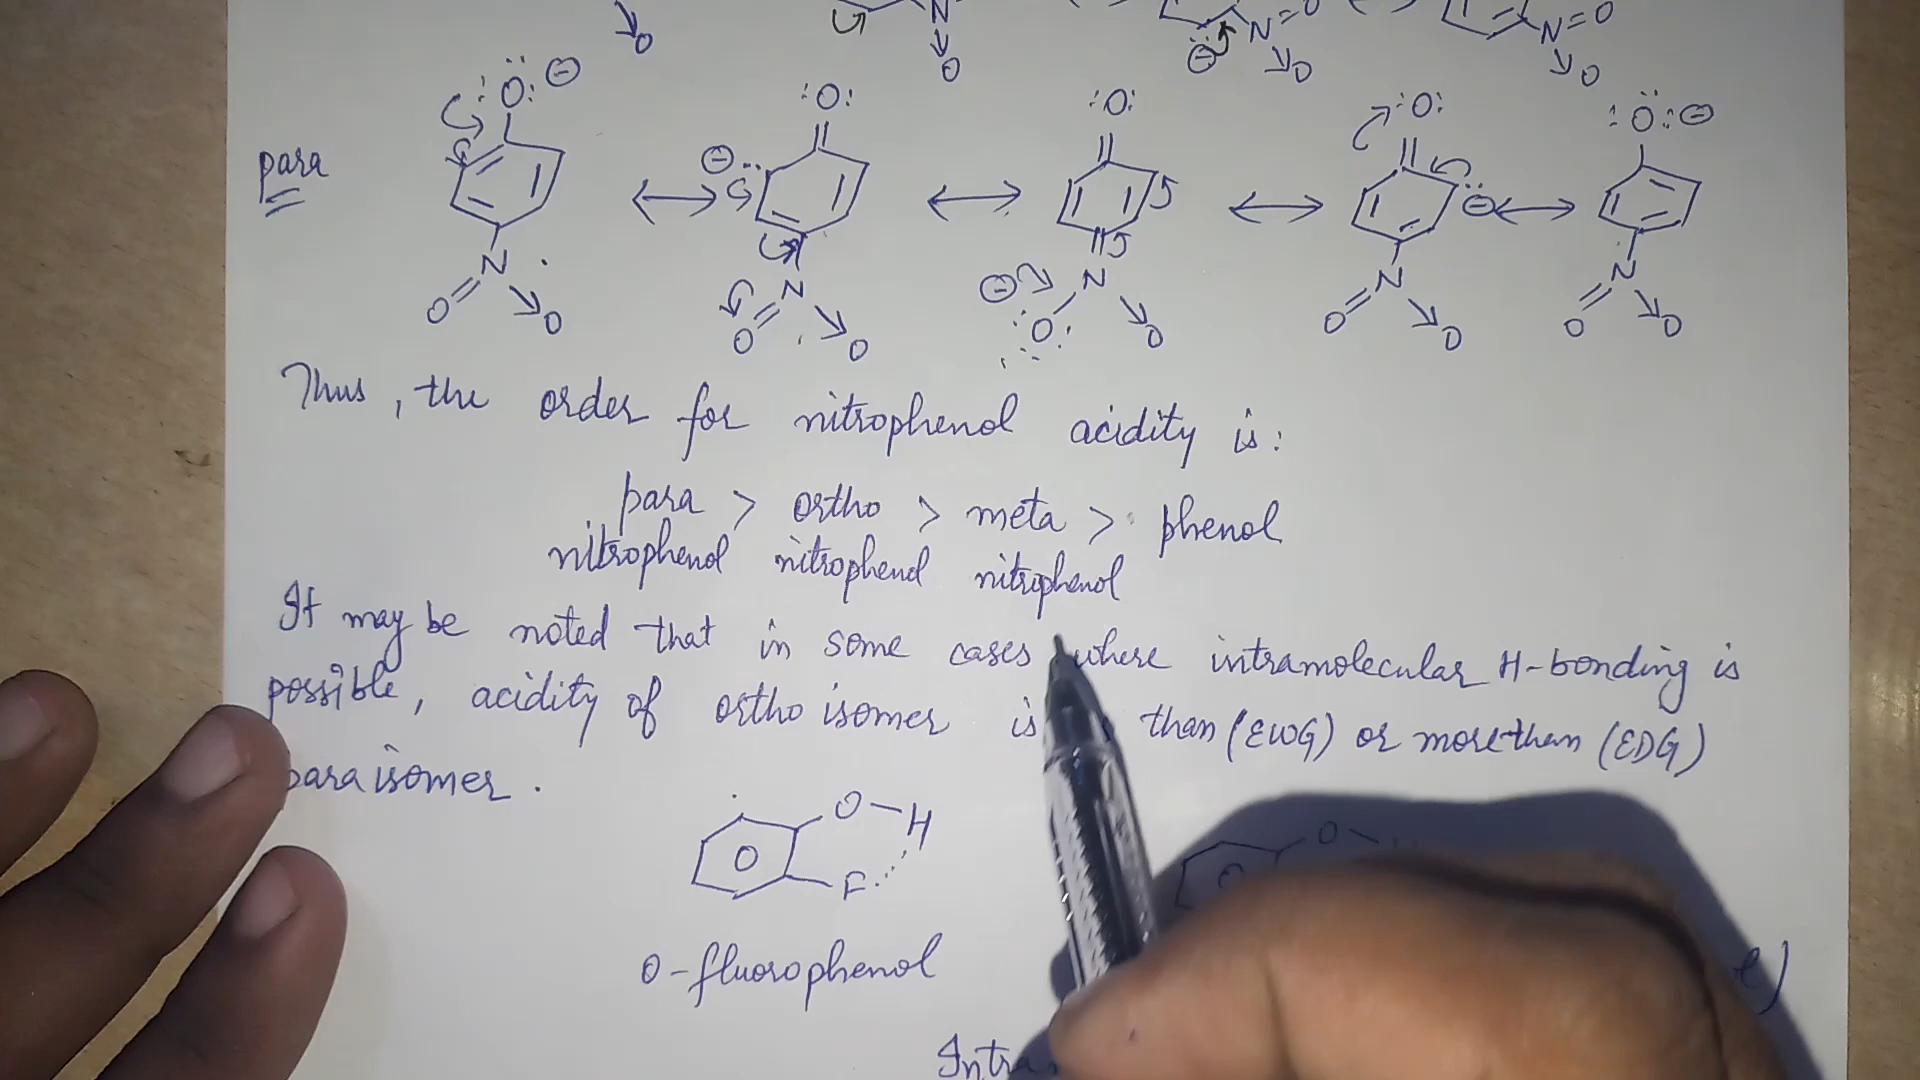 para
Thus, the order for nitrophenol acidity is:
para > ortho > meta > phenol
nitrophenol nitrophenol nitrophenol
It may be noted that in some cases where intramolecular H-bonding is
possible, acidity of ortho isomer is than (EWG) or more than (EDG)
para isomer.
O-H
F
o-fluorophenol